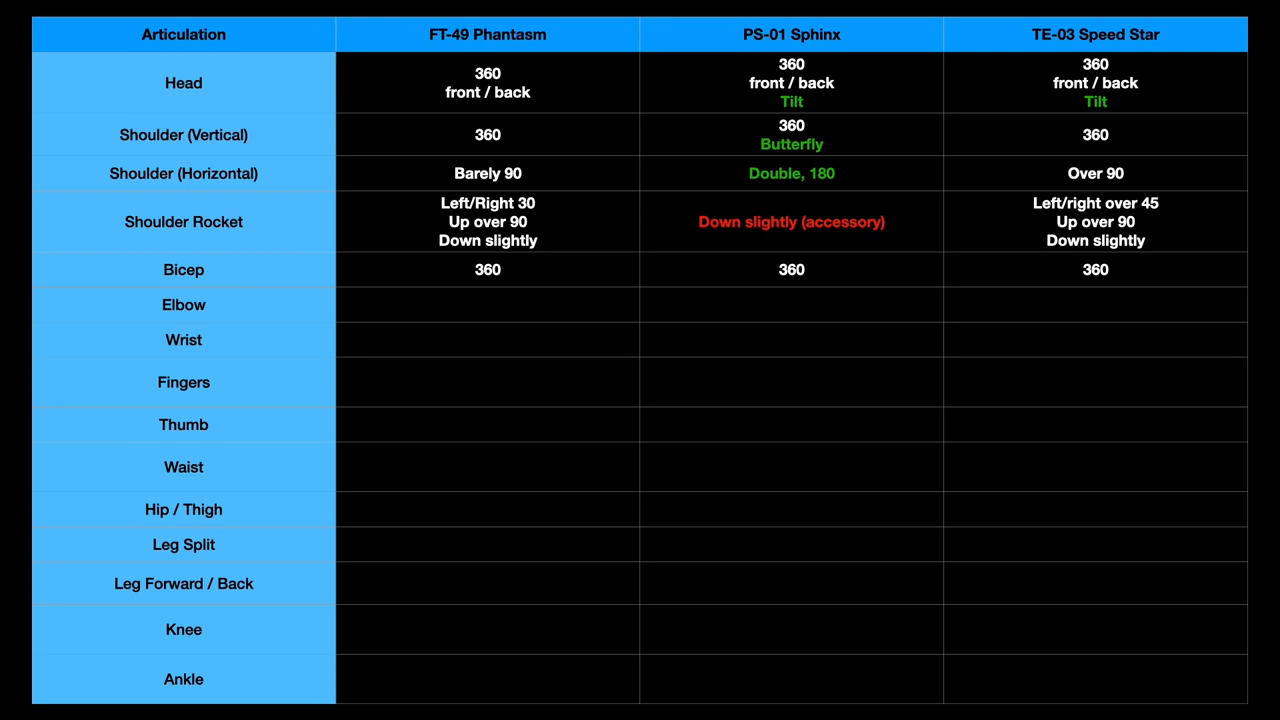 Articulation
FT-49 Phantasm
PS-01 Sphinx
TE-03 Speed Star
Head
360
front / back
360
front / back
Tilt
360
front / back
Tilt
Shoulder (Vertical)
360
360
Butterfly
360
Shoulder (Horizontal)
Barely 90
Double, 180
Over 90
Shoulder Rocket
Left/Right 30
Up over 90
Down slightly
Down slightly (accessory)
Left/right over 45
Up over 90
Down slightly
Bicep
360
360
360
Elbow
Wrist
Fingers
Thumb
Waist
Hip / Thigh
Leg Split
Leg Forward / Back
Knee
Ankle